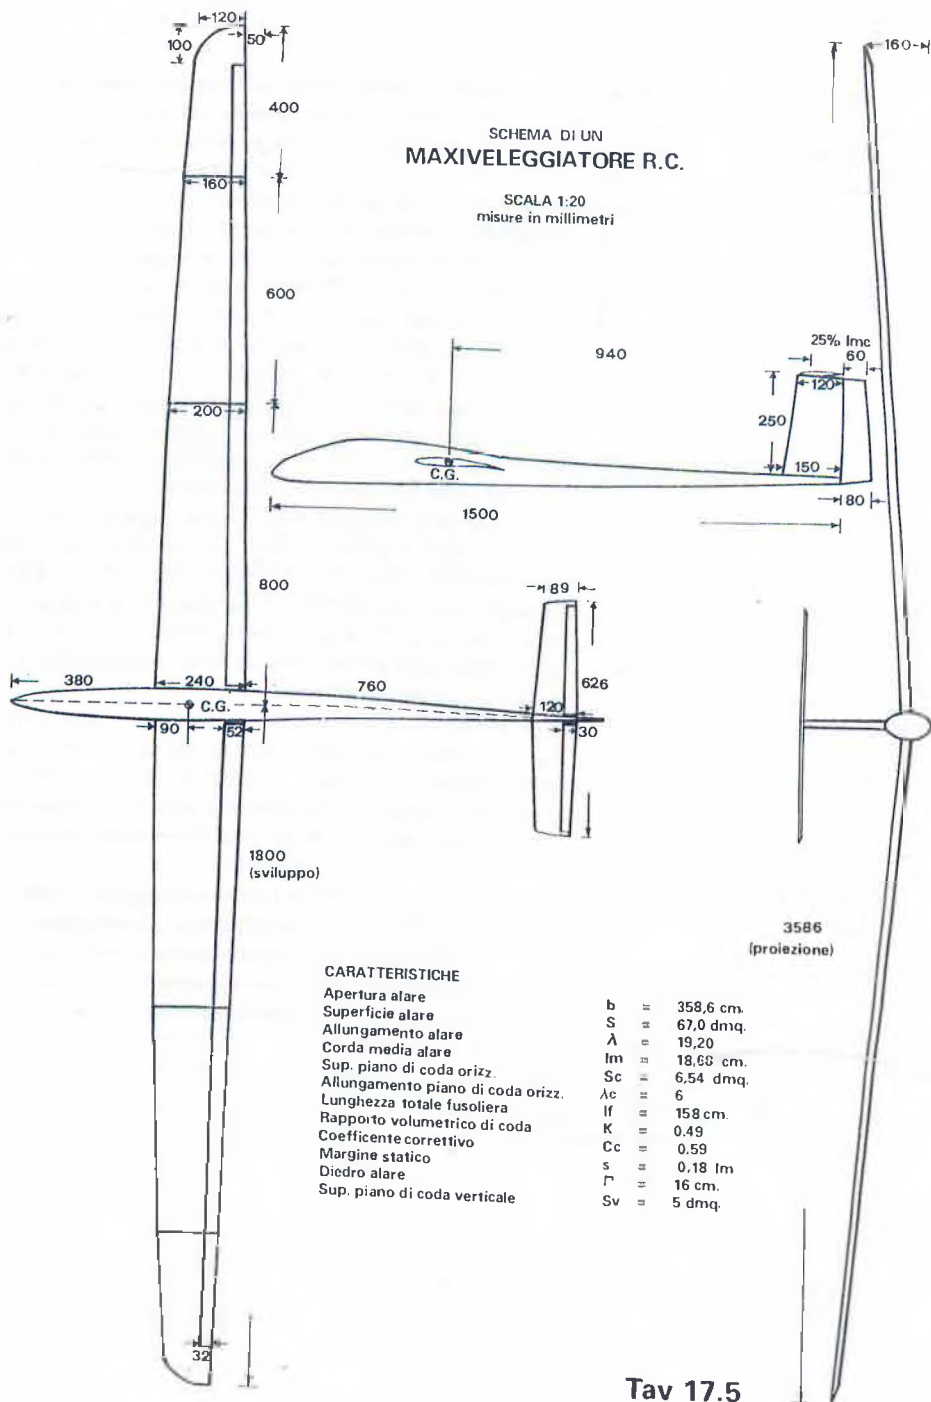 120
50
100
160
400
SCHEMA DI UN
MAXIVELEGGIATORE R.C.
160
SCALA 1:20
misure in millimetri
600
25% lmc
940
60
120
200
250
C.G.
150
1500
80
800
89
380
240
760
626
C.G.
120
90
52
30
1800
(sviluppo)
3586
(proiezione)
CARATTERISTICHE
Apertura alare b = 358,6 cm.
Superficie alare S = 67,0 dmq.
Allungamento alare λ = 19,20
Corda media alare lm = 18,68 cm.
Sup. piano di coda orizz. Sc = 6,54 dmq.
Allungamento piano di coda orizz. λc = 6
Lunghezza totale fusoliera lf = 158 cm.
Rapporto volumetrico di coda K = 0.49
Coefficente correttivo Cc = 0.59
Margine statico s = 0,18 lm
Diedro alare Γ = 16 cm.
Sup. piano di coda verticale Sv = 5 dmq.
32
Tav 17.5